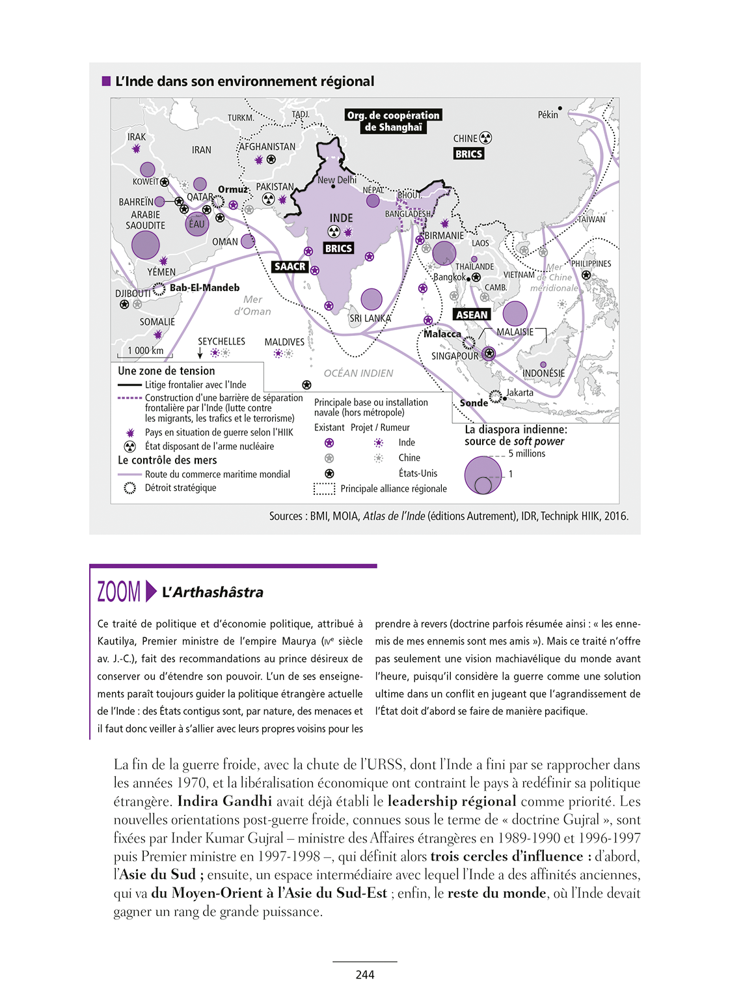 L'Inde dans son environnement régional
TURKM.
TADJ.
Org. de coopération
de Shanghaï
Pékin
IRAK
IRAN
AFGHANISTAN
CHINE
BRICS
KOWEÏT
Ormuz
PAKISTAN
New Delhi
NÉPAL
BHOUT.
BAHREÏN
QATAR
ARABIE
SAOUDITE
ÉAU
INDE
BANGLADESH
TAÏWAN
OMAN
BRICS
BIRMANIE
LAOS
SAACR
YÉMEN
THAÏLANDE
Bangkok
VIETNAM
Mer
de Chine
méridionale
PHILIPPINES
DJIBOUTI
Bab-El-Mandeb
CAMB.
Mer
d'Oman
SOMALIE
SRI LANKA
ASEAN
SEYCHELLES
MALDIVES
Malacca
MALAISIE
1 000 km
SINGAPOUR
OCÉAN INDIEN
INDONÉSIE
Jakarta
Sonde
Une zone de tension
Litige frontalier avec l'Inde
Construction d'une barrière de séparation
frontalière par l'Inde (lutte contre
les migrants, les trafics et le terrorisme)
Pays en situation de guerre selon l'HIIK
État disposant de l'arme nucléaire
Le contrôle des mers
Route du commerce maritime mondial
Détroit stratégique
Principale base ou installation
navale (hors métropole)
Existant Projet / Rumeur
Inde
Chine
États-Unis
Principale alliance régionale
La diaspora indienne:
source de soft power
5 millions
1
Sources : BMI, MOIA, Atlas de l'Inde (éditions Autrement), IDR, Technipk HIIK, 2016.
ZOOM L'Arthashâstra
Ce traité de politique et d'économie politique, attribué à
Kautilya, Premier ministre de l'empire Maurya (IVe siècle
av. J.-C.), fait des recommandations au prince désireux de
conserver ou d'étendre son pouvoir. L'un de ses enseigne-
ments paraît toujours guider la politique étrangère actuelle
de l'Inde : des États contigus sont, par nature, des menaces et
il faut donc veiller à s'allier avec leurs propres voisins pour les
prendre à revers (doctrine parfois résumée ainsi : « les enne-
mis de mes ennemis sont mes amis »). Mais ce traité n'offre
pas seulement une vision machiavélique du monde avant
l'heure, puisqu'il considère la guerre comme une solution
ultime dans un conflit en jugeant que l'agrandissement de
l'État doit d'abord se faire de manière pacifique.
La fin de la guerre froide, avec la chute de l'URSS, dont l'Inde a fini par se rapprocher dans
les années 1970, et la libéralisation économique ont contraint le pays à redéfinir sa politique
étrangère. Indira Gandhi avait déjà établi le leadership régional comme priorité. Les
nouvelles orientations post-guerre froide, connues sous le terme de « doctrine Gujral », sont
fixées par Inder Kumar Gujral – ministre des Affaires étrangères en 1989-1990 et 1996-1997
puis Premier ministre en 1997-1998 –, qui définit alors trois cercles d'influence : d'abord,
l'Asie du Sud ; ensuite, un espace intermédiaire avec lequel l'Inde a des affinités anciennes,
qui va du Moyen-Orient à l'Asie du Sud-Est ; enfin, le reste du monde, où l'Inde devait
gagner un rang de grande puissance.
244